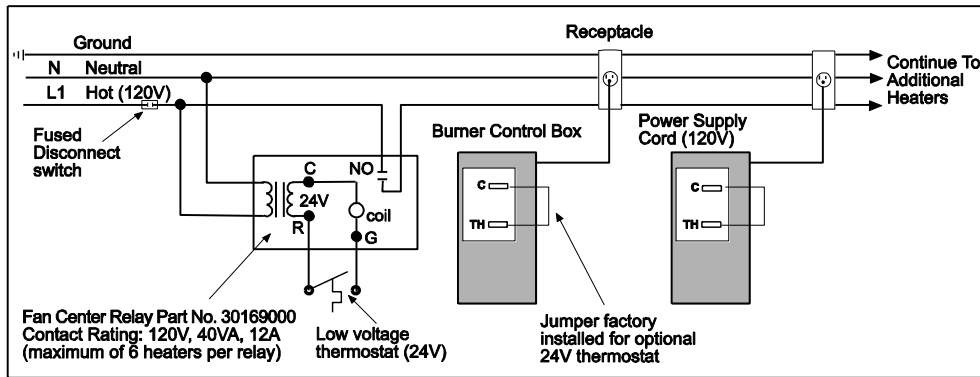 Ground
Receptacle
N Neutral
L1 Hot (120V)
Continue To
Additional
Heaters
Fused
Disconnect
switch
Burner Control Box
Power Supply
Cord (120V)
C
NO
24V
coil
R
G
C
TH
C
TH
Fan Center Relay Part No. 30169000
Contact Rating: 120V, 40VA, 12A
(maximum of 6 heaters per relay)
Low voltage
thermostat (24V)
Jumper factory
installed for optional
24V thermostat